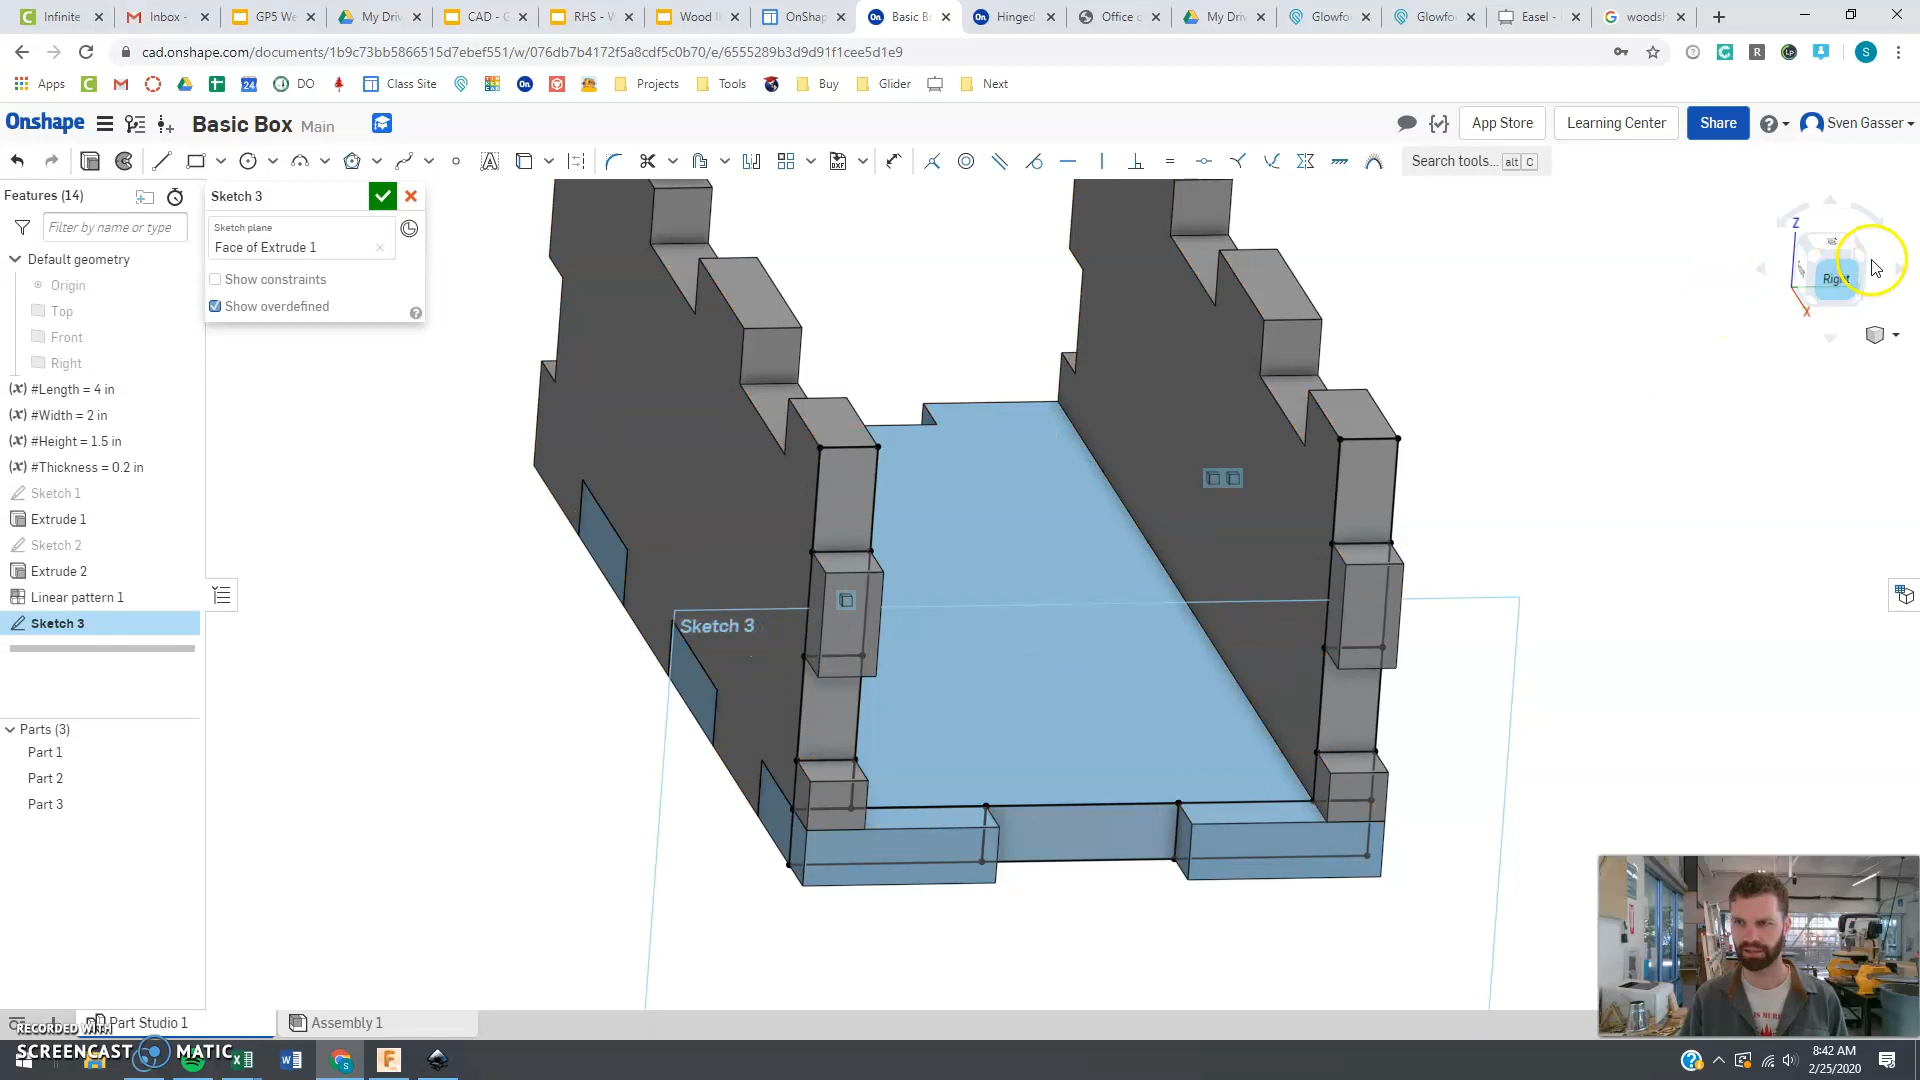 Infinite
Inbox -
GP5 We
My Driv
CAD - G
RHS - W
Wood II
OnShap
Basic Bo
Hinged
Office o
My Driv
Glowfor
Glowfor
Easel -
woodsh
cad.onshape.com/documents/1b9c73bb5866515d7ebef551/w/076db7b4172f5a8cdf5c0b70/e/6555289b3d9d91f1cee5d1e9
Apps
DO
Class Site
Projects
Tools
Buy
Glider
Next
Onshape
Basic Box Main
App Store
Learning Center
Share
Sven Gasser
Search tools... alt C
Features (14)
Filter by name or type
Default geometry
Origin
Top
Front
Right
(x) #Length = 4 in
(x) #Width = 2 in
(x) #Height = 1.5 in
(x) #Thickness = 0.2 in
Sketch 1
Extrude 1
Sketch 2
Extrude 2
Linear pattern 1
Sketch 3
Parts (3)
Part 1
Part 2
Part 3
Sketch 3
Sketch plane
Face of Extrude 1
Show constraints
Show overdefined
Sketch 3
Z
Right
X
Part Studio 1
Assembly 1
RECORDED WITH
SCREENCAST MATIC
8:42 AM
2/25/2020